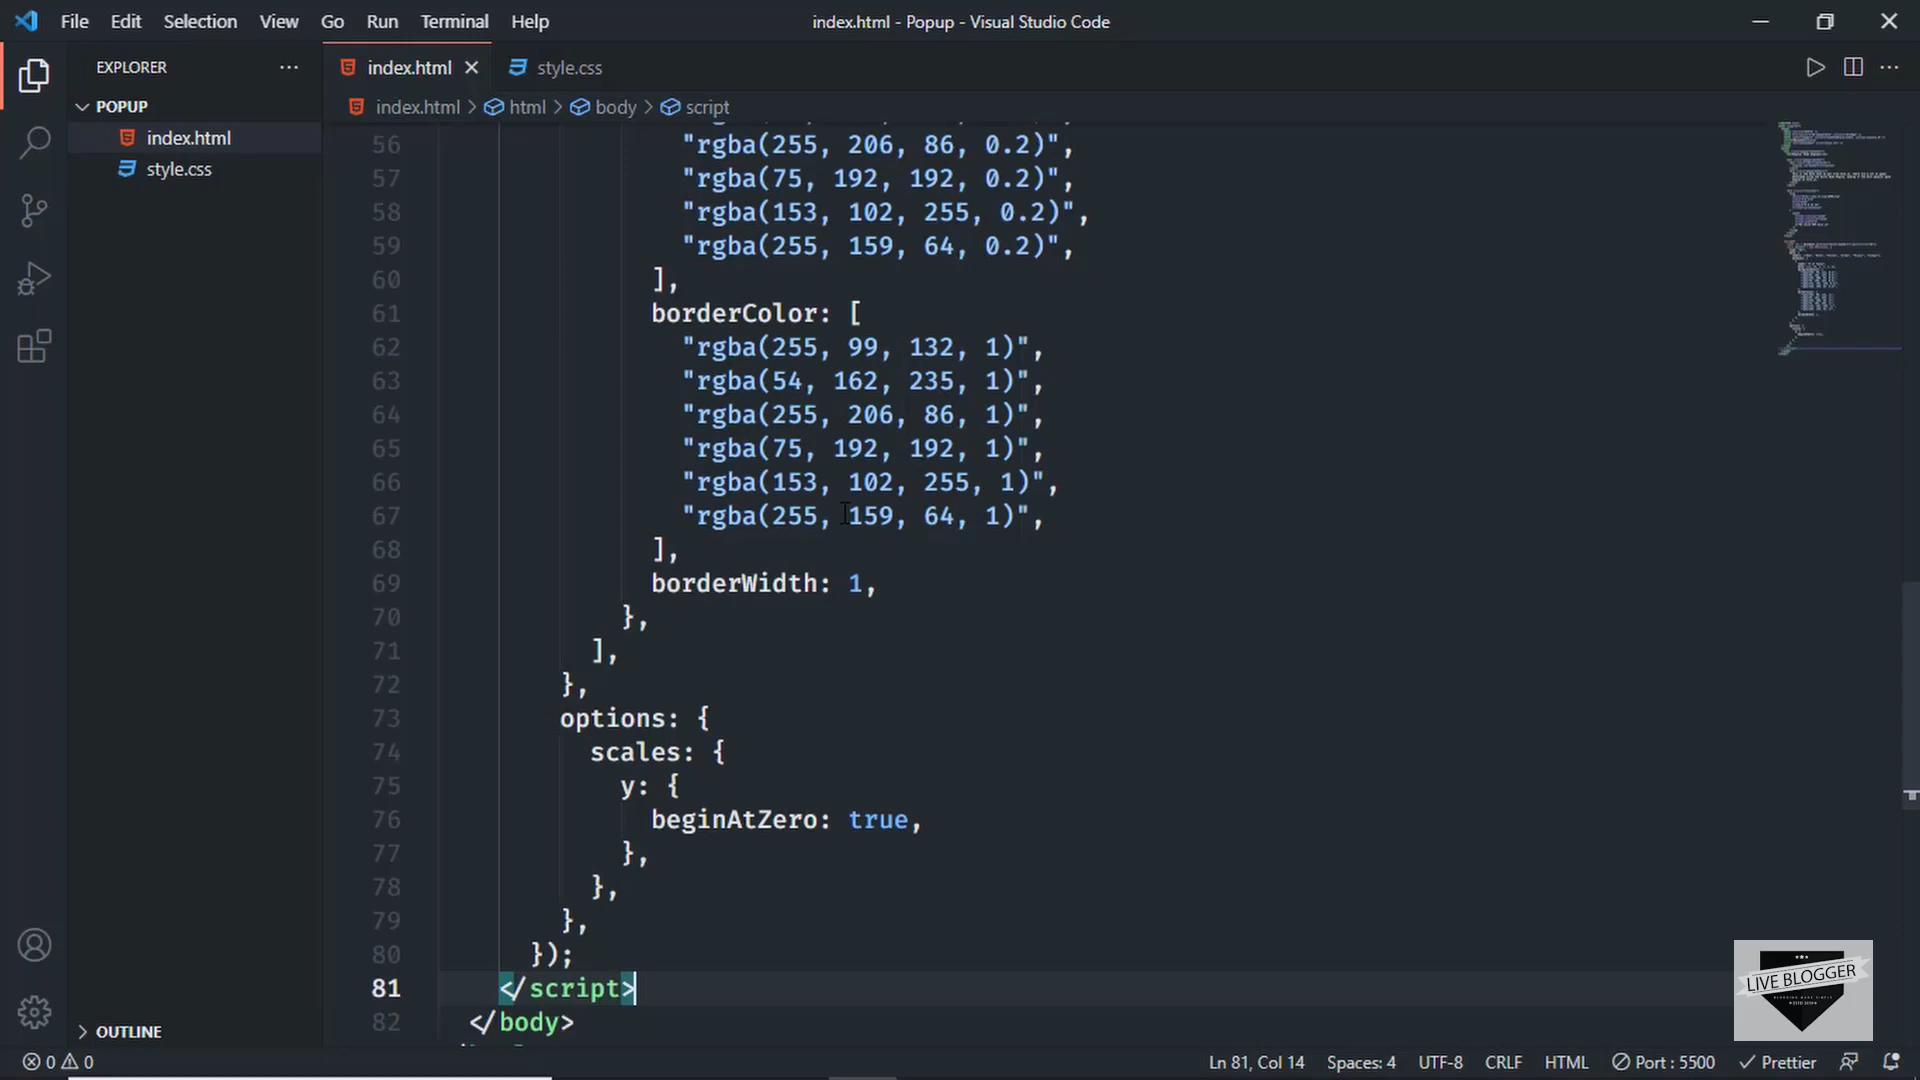 File Edit Selection View Go Run Terminal Help
index.html - Popup - Visual Studio Code
EXPLORER
index.html
style.css
POPUP
index.html > html > body > script
index.html
style.css
56 "rgba(255, 206, 86, 0.2)",
57 "rgba(75, 192, 192, 0.2)",
58 "rgba(153, 102, 255, 0.2)",
59 "rgba(255, 159, 64, 0.2)",
60 ],
61 borderColor: [
62 "rgba(255, 99, 132, 1)",
63 "rgba(54, 162, 235, 1)",
64 "rgba(255, 206, 86, 1)",
65 "rgba(75, 192, 192, 1)",
66 "rgba(153, 102, 255, 1)",
67 "rgba(255, 159, 64, 1)",
68 ],
69 borderWidth: 1,
70 },
71 ],
72 },
73 options: {
74 scales: {
75 y: {
76 beginAtZero: true,
77 },
78 },
79 },
80 });
81 </script>
82 </body>
OUTLINE
LIVE BLOGGER
0 0
Ln 81, Col 14 Spaces: 4 UTF-8 CRLF HTML Port : 5500 Prettier